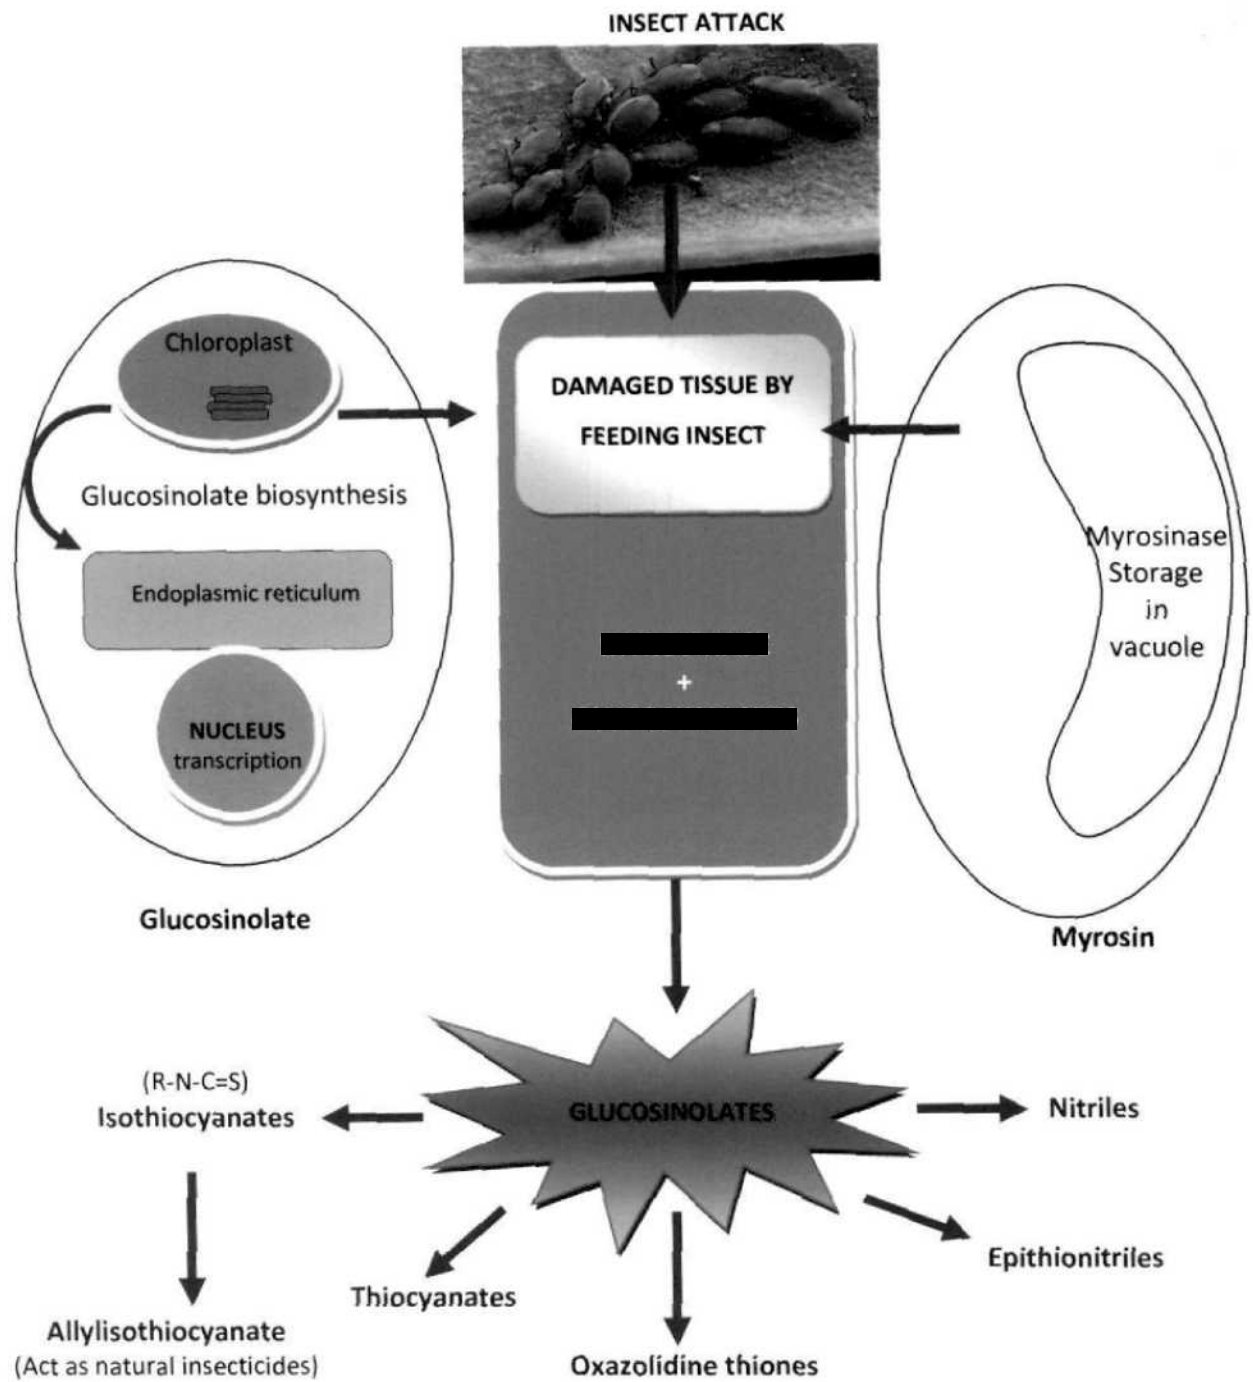 INSECT ATTACK
Chloroplast
DAMAGED TISSUE BY
FEEDING INSECT
Glucosinolate biosynthesis
Endoplasmic reticulum
Myrosinase
Storage
in
vacuole
+
NUCLEUS
transcription
Glucosinolate
Myrosin
(R-N-C=S)
Isothiocyanates
GLUCOSINOLATES
Nitriles
Epithionitriles
Thiocyanates
Allylisothiocyanate
(Act as natural insecticides)
Oxazolidine thiones